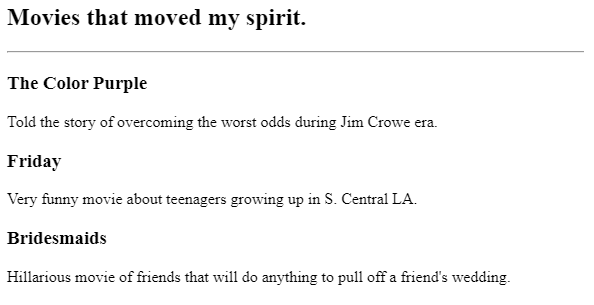 Movies that moved my spirit.
The Color Purple
Told the story of overcoming the worst odds during Jim Crowe era.
Friday
Very funny movie about teenagers growing up in S. Central LA.
Bridesmaids
Hillarious movie of friends that will do anything to pull off a friend's wedding.